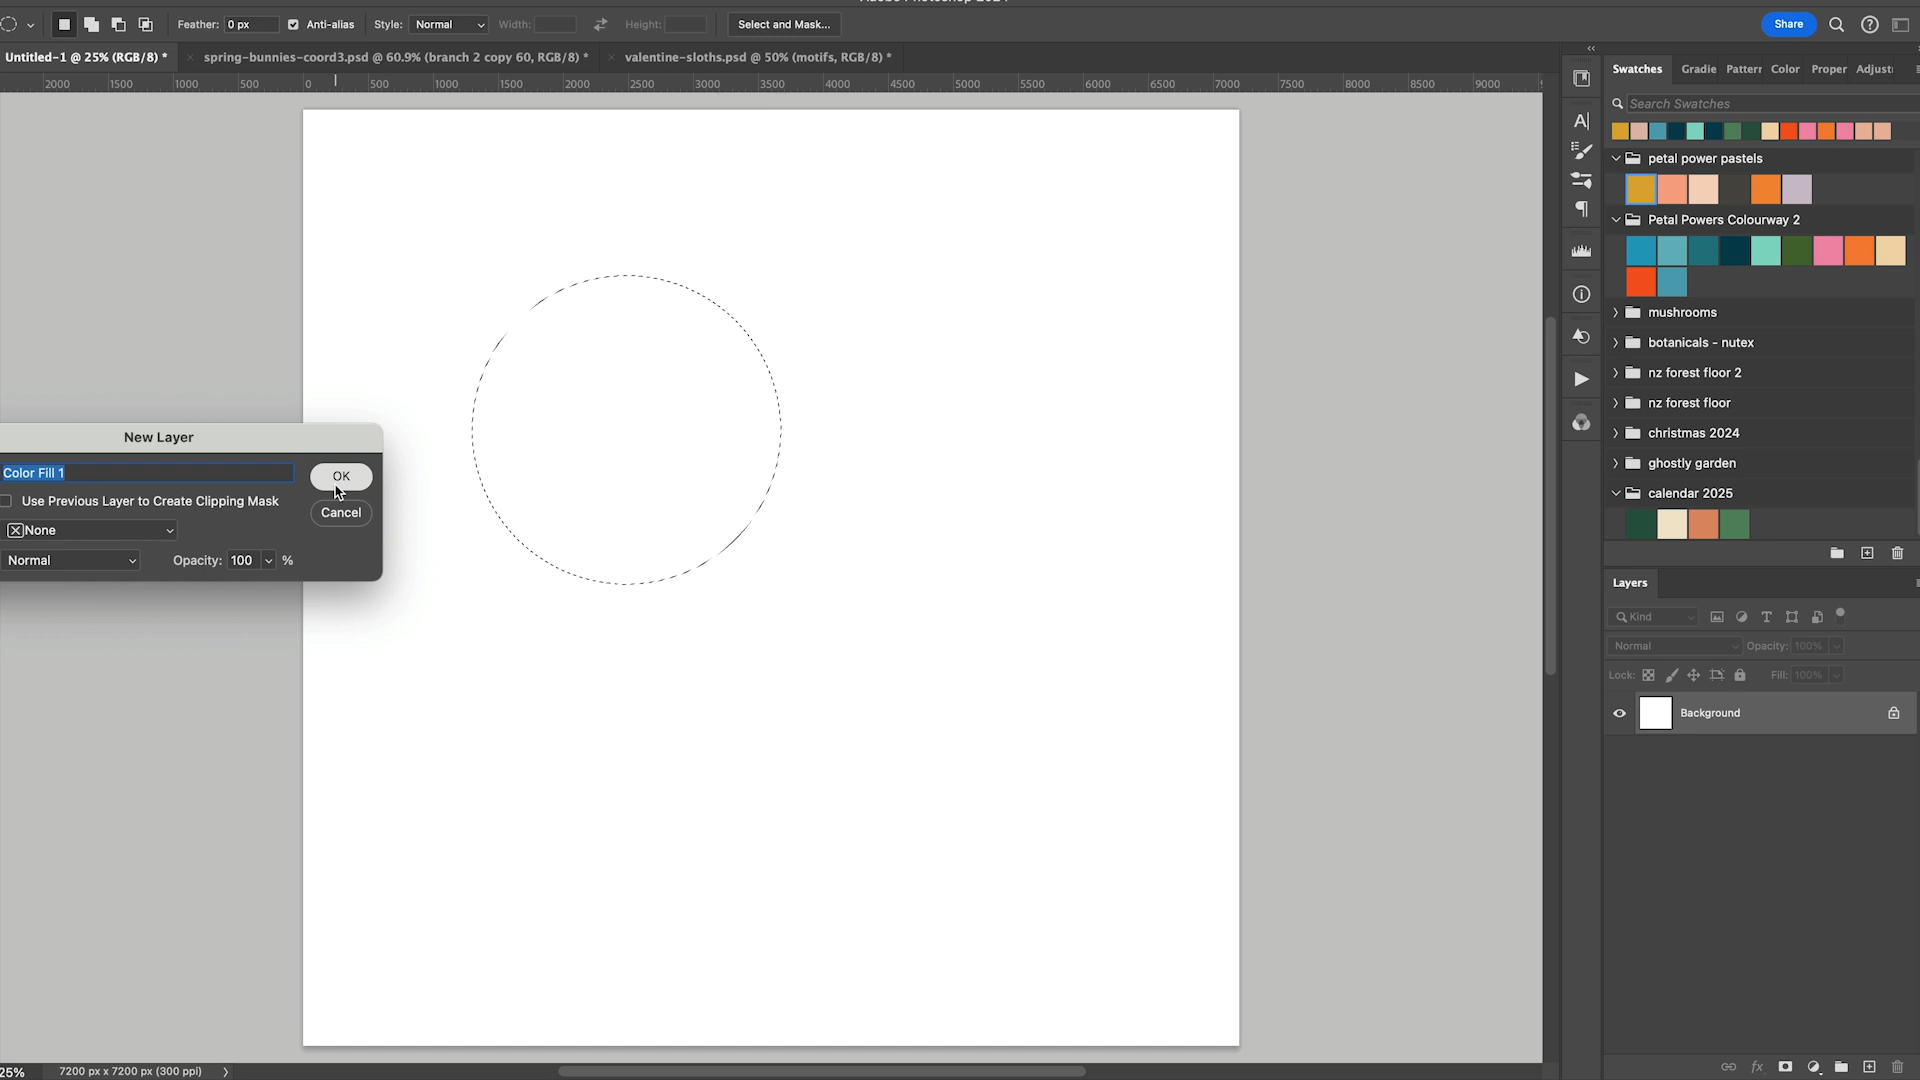 Feather: 0 px Anti-alias Style: Normal Width: Height: Select and Mask... Share
Untitled-1 @ 25% (RGB/8) * spring-bunnies-coord3.psd @ 60.9% (branch 2 copy 60, RGB/8) * valentine-sloths.psd @ 50% (motifs, RGB/8) *
2000 1500 1000 500 0 500 1000 1500 2000 2500 3000 3500 4000 4500 5000 5500 6000 6500 7000 7500 8000 8500 9000
Swatches Gradie Patterr Color Proper Adjust
Search Swatches
petal power pastels
Petal Powers Colourway 2
mushrooms
botanicals - nutex
nz forest floor 2
nz forest floor
christmas 2024
ghostly garden
calendar 2025
New Layer
Color Fill 1
OK
Use Previous Layer to Create Clipping Mask
Cancel
None
Normal Opacity: 100 %
Layers
Kind
Normal Opacity: 100%
Lock: Fill: 100%
Background
25% 7200 px x 7200 px (300 ppi)